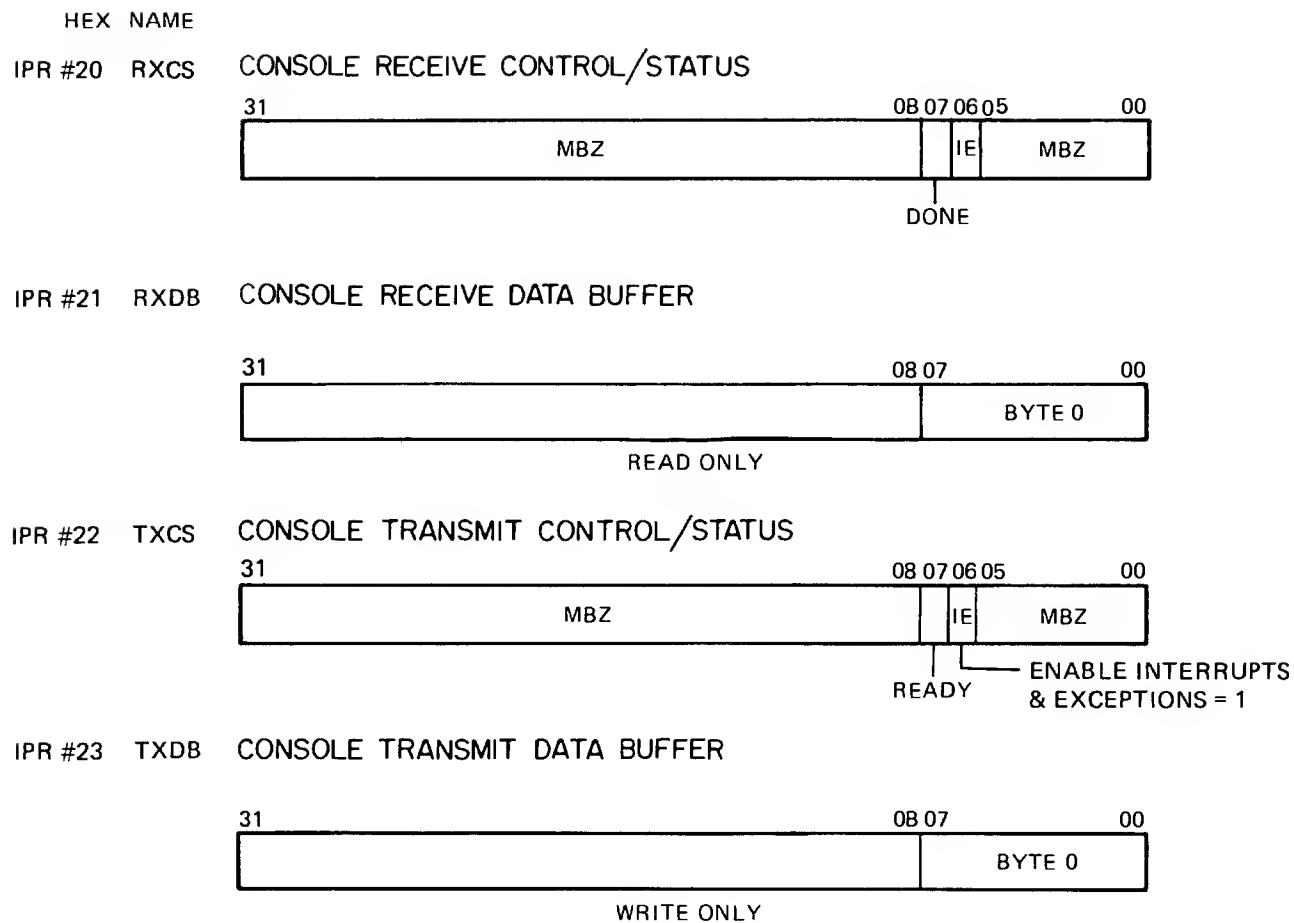 HEX NAME
IPR #20 RXCS CONSOLE RECEIVE CONTROL/STATUS
31 0B 07 06 05 00
MBZ IE MBZ
DONE
IPR #21 RXDB CONSOLE RECEIVE DATA BUFFER
31 08 07 00
BYTE 0
READ ONLY
IPR #22 TXCS CONSOLE TRANSMIT CONTROL/STATUS
31 08 07 06 05 00
MBZ IE MBZ
READY ENABLE INTERRUPTS
& EXCEPTIONS = 1
IPR #23 TXDB CONSOLE TRANSMIT DATA BUFFER
31 0B 07 00
BYTE 0
WRITE ONLY